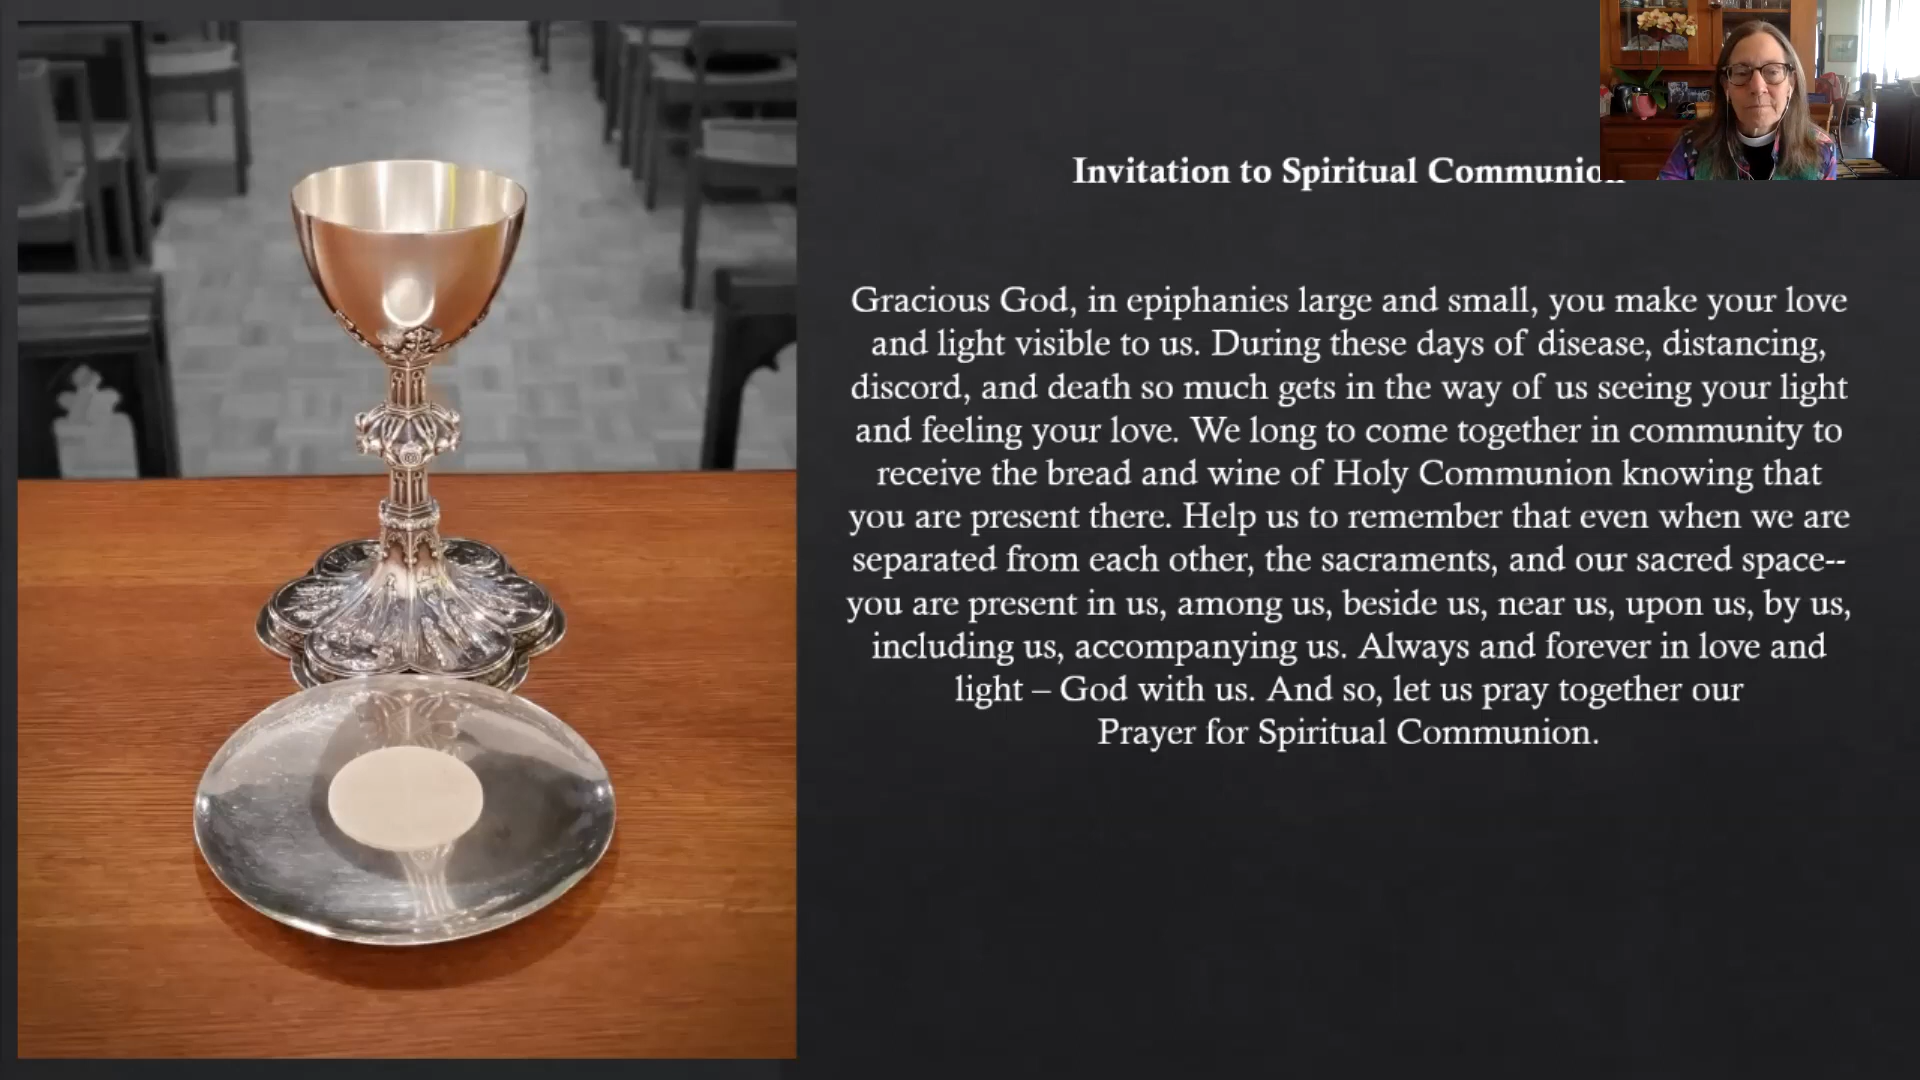 Invitation to Spiritual Communion
Gracious God, in epiphanies large and small, you make your love
and light visible to us. During these days of disease, distancing,
discord, and death so much gets in the way of us seeing your light
and feeling your love. We long to come together in community to
receive the bread and wine of Holy Communion knowing that
you are present there. Help us to remember that even when we are
separated from each other, the sacraments, and our sacred space--
you are present in us, among us, beside us, near us, upon us, by us,
including us, accompanying us. Always and forever in love and
light – God with us. And so, let us pray together our
Prayer for Spiritual Communion.